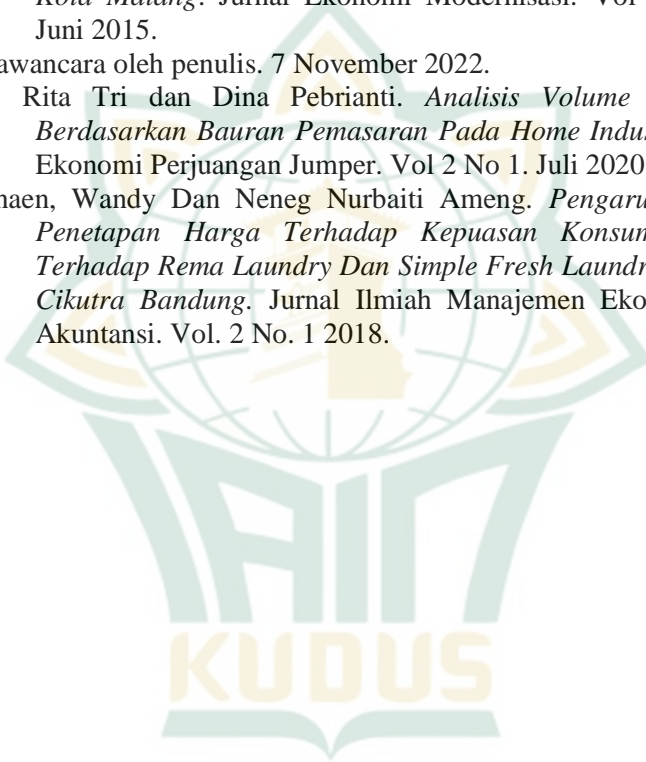 Kota Malang. Jurnal Ekonomi Modernisasi. Vol
Juni 2015.
awancara oleh penulis. 7 November 2022.
Rita Tri dan Dina Pebrianti. Analisis Volume
Berdasarkan Bauran Pemasaran Pada Home Indus
Ekonomi Perjuangan Jumper. Vol 2 No 1. Juli 2020
naen, Wandy Dan Neneg Nurbaiti Ameng. Pengaru
Penetapan Harga Terhadap Kepuasan Konsum
Terhadap Rema Laundry Dan Simple Fresh Laundr
Cikutra Bandung. Jurnal Ilmiah Manajemen Eko
Akuntansi. Vol. 2 No. 1 2018.
IAIN
KUDUS